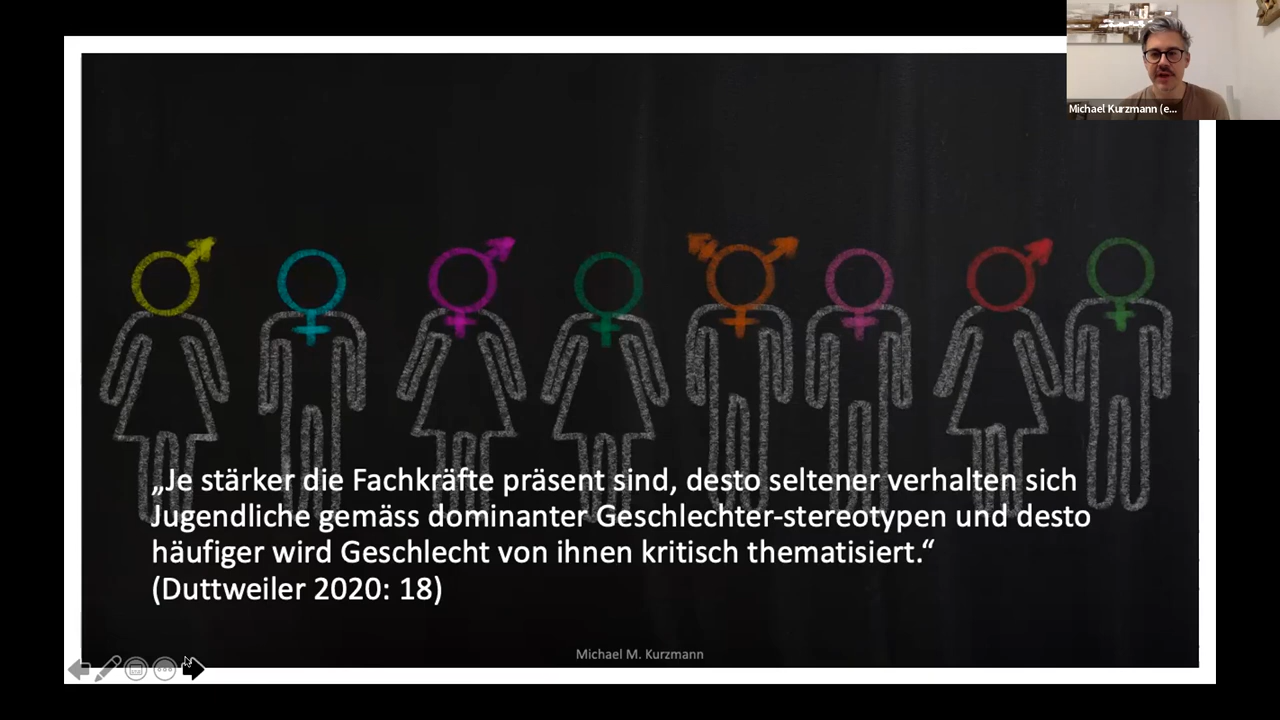 Michael Kurzmann (e...
„Je stärker die Fachkräfte präsent sind, desto seltener verhalten sich
Jugendliche gemäss dominanter Geschlechter-stereotypen und desto
häufiger wird Geschlecht von ihnen kritisch thematisiert.“
(Duttweiler 2020: 18)
Michael M. Kurzmann